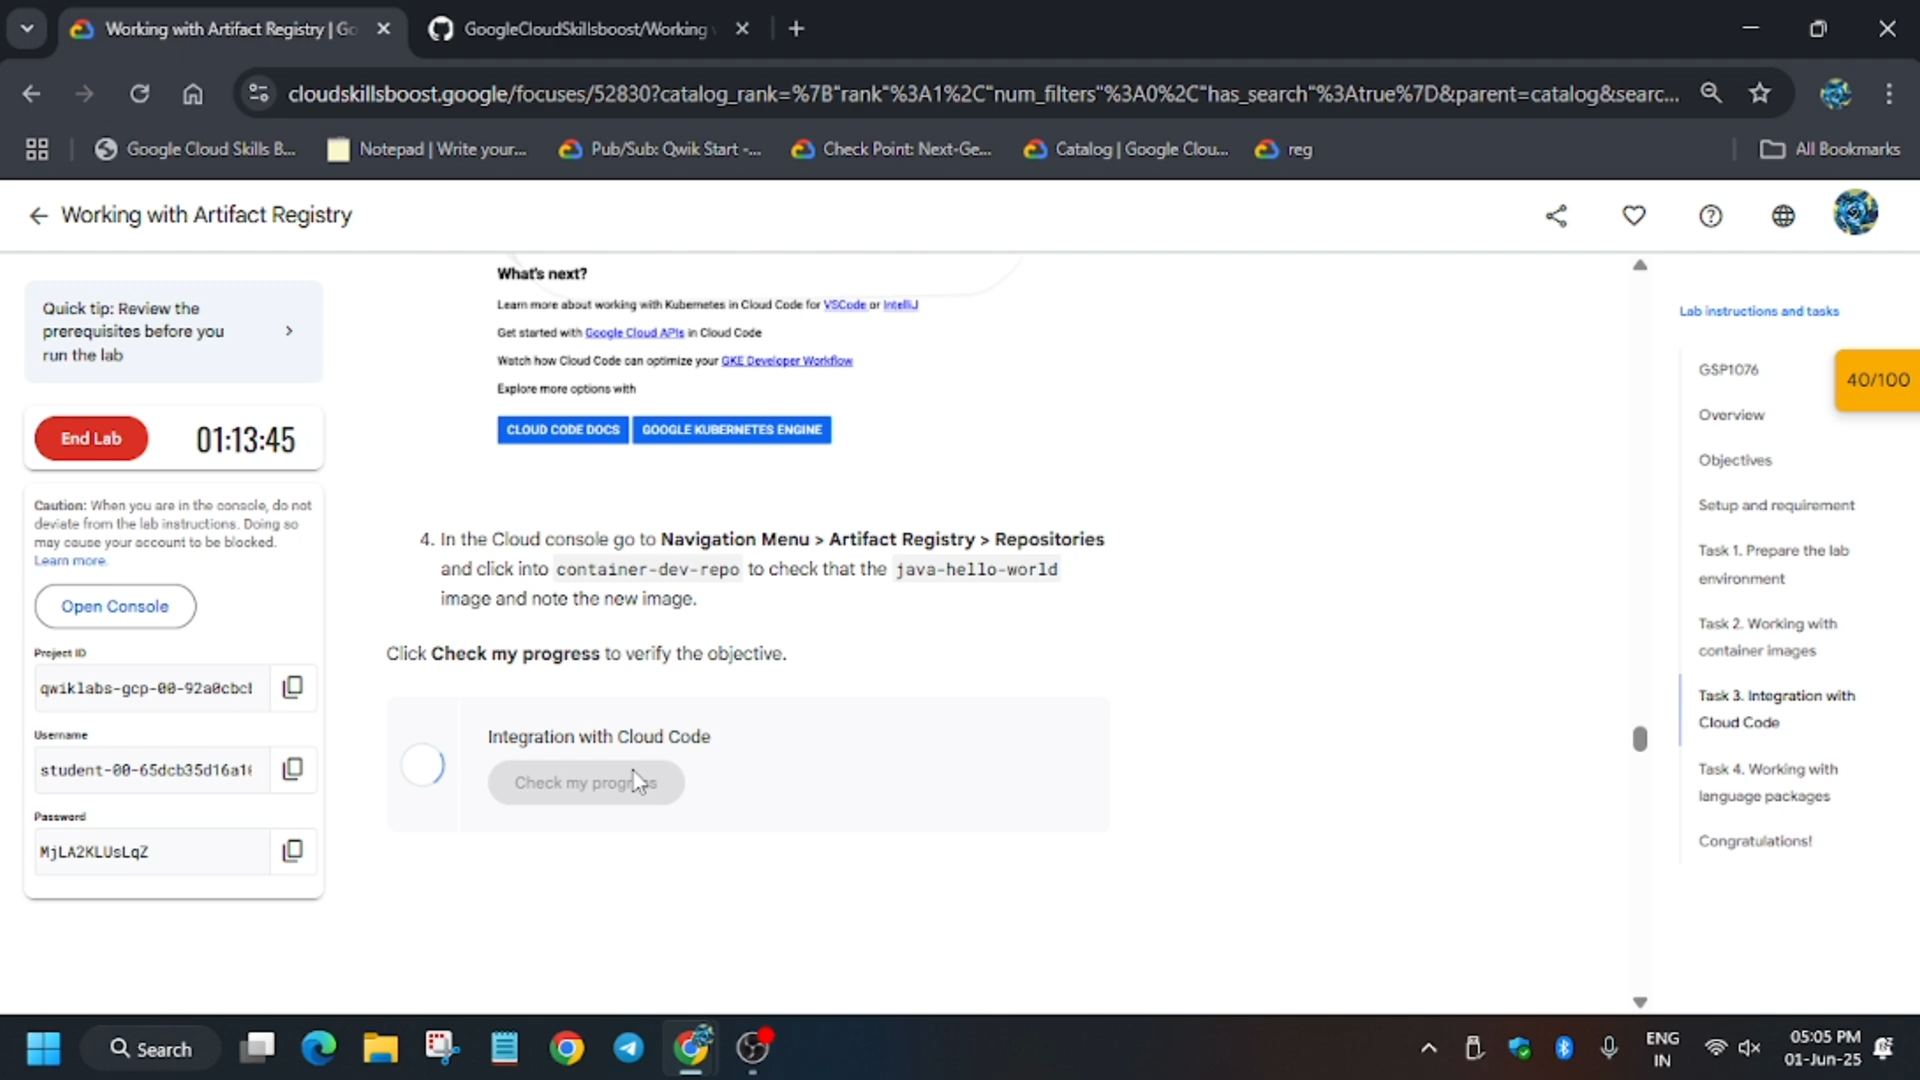 Working with Artifact Registry | Go
GoogleCloudSkillsboost/Working
cloudskillsboost.google/focuses/52830?catalog_rank=%7B"rank"%3A1%2C"num_filters"%3A0%2C"has_search"%3Atrue%7D&parent=catalog&searc...
Google Cloud Skills B...
Notepad | Write your...
Pub/Sub: Qwik Start -...
Check Point: Next-Ge...
Catalog | Google Clou...
reg
All Bookmarks
Working with Artifact Registry
Quick tip: Review the
prerequisites before you
run the lab
End Lab
01:13:45
Caution: When you are in the console, do not
deviate from the lab instructions. Doing so
may cause your account to be blocked.
Learn more.
Open Console
Project ID
qwiklabs-gcp-00-92a0cbcb
Username
student-00-65dcb35d16a10
Password
MjLA2KLUsLqZ
What's next?
Learn more about working with Kubernetes in Cloud Code for VSCode or IntelliJ
Get started with Google Cloud APIs in Cloud Code
Watch how Cloud Code can optimize your GKE Developer Workflow
Explore more options with
CLOUD CODE DOCS
GOOGLE KUBERNETES ENGINE
4. In the Cloud console go to Navigation Menu > Artifact Registry > Repositories
and click into container-dev-repo to check that the java-hello-world
image and note the new image.
Click Check my progress to verify the objective.
Integration with Cloud Code
Check my progress
Lab instructions and tasks
GSP1076
40/100
Overview
Objectives
Setup and requirement
Task 1. Prepare the lab
environment
Task 2. Working with
container images
Task 3. Integration with
Cloud Code
Task 4. Working with
language packages
Congratulations!
Search
ENG
IN
05:05 PM
01-Jun-25